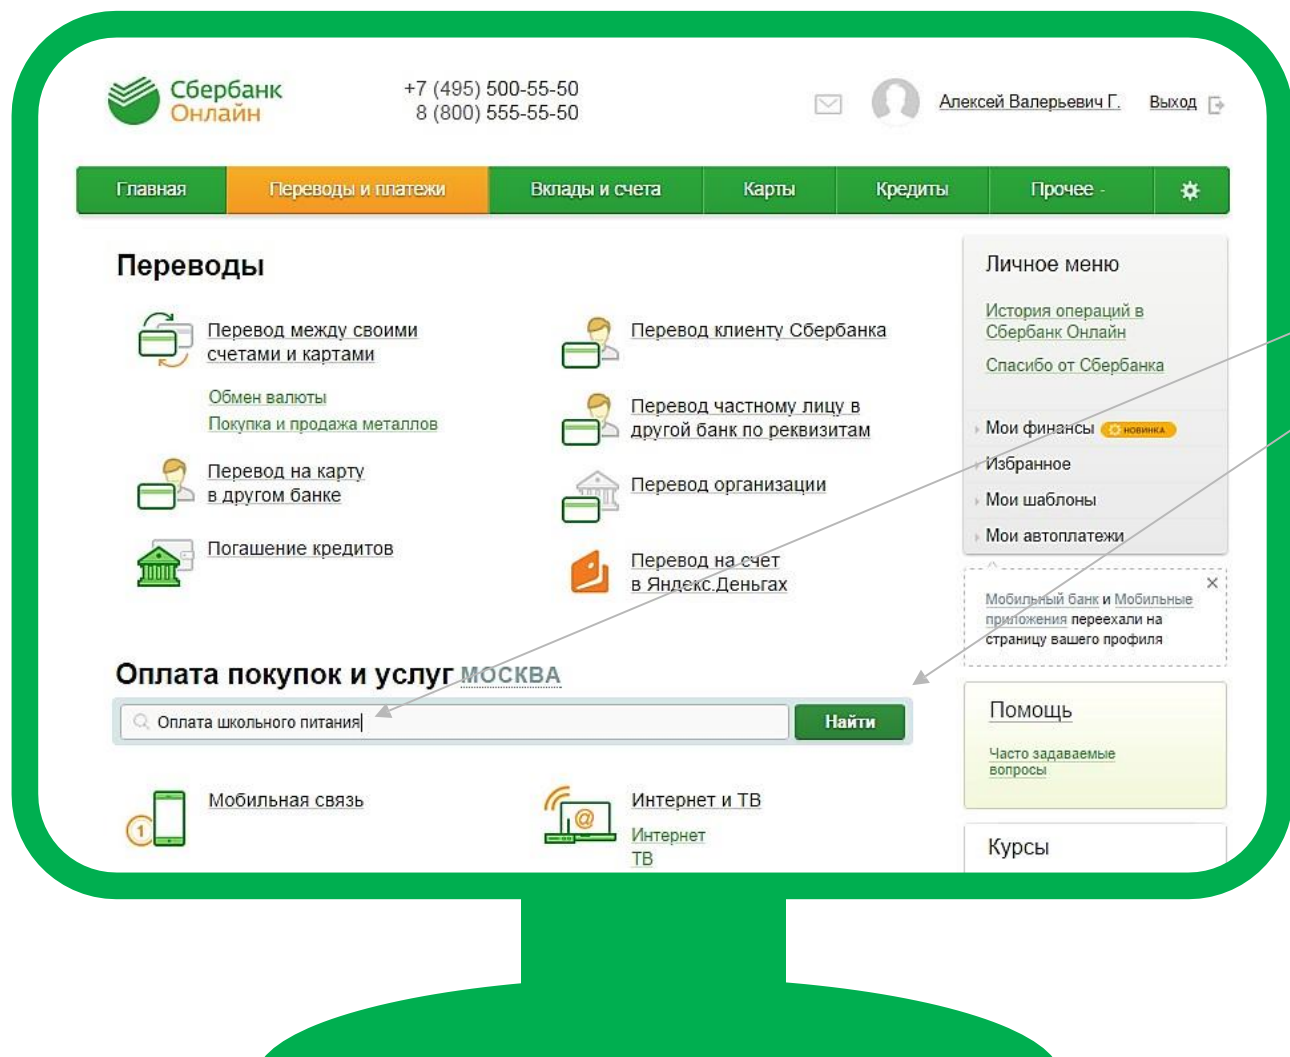 Сбербанк
Онлайн
+7 (495) 500-55-50
8 (800) 555-55-50
Алексей Валерьевич Г.
Выход
Главная
Переводы и платежи
Вклады и счета
Карты
Кредиты
Прочее -
Переводы
Перевод между своими
счетами и картами
Обмен валюты
Покупка и продажа металлов
Перевод на карту
в другом банке
Погашение кредитов
Перевод клиенту Сбербанка
Перевод частному лицу в
другой банк по реквизитам
Перевод организации
Перевод на счет
в Яндекс.Деньгах
Личное меню
История операций в
Сбербанк Онлайн
Спасибо от Сбербанка
Мои финансы НОВИНКА
Избранное
Мои шаблоны
Мои автоплатежи
Мобильный банк и Мобильные
приложения переехали на
страницу вашего профиля
Оплата покупок и услуг МОСКВА
Оплата школьного питания
Найти
Мобильная связь
1
Интернет и ТВ
Интернет
ТВ
@
Помощь
Часто задаваемые
вопросы
Курсы